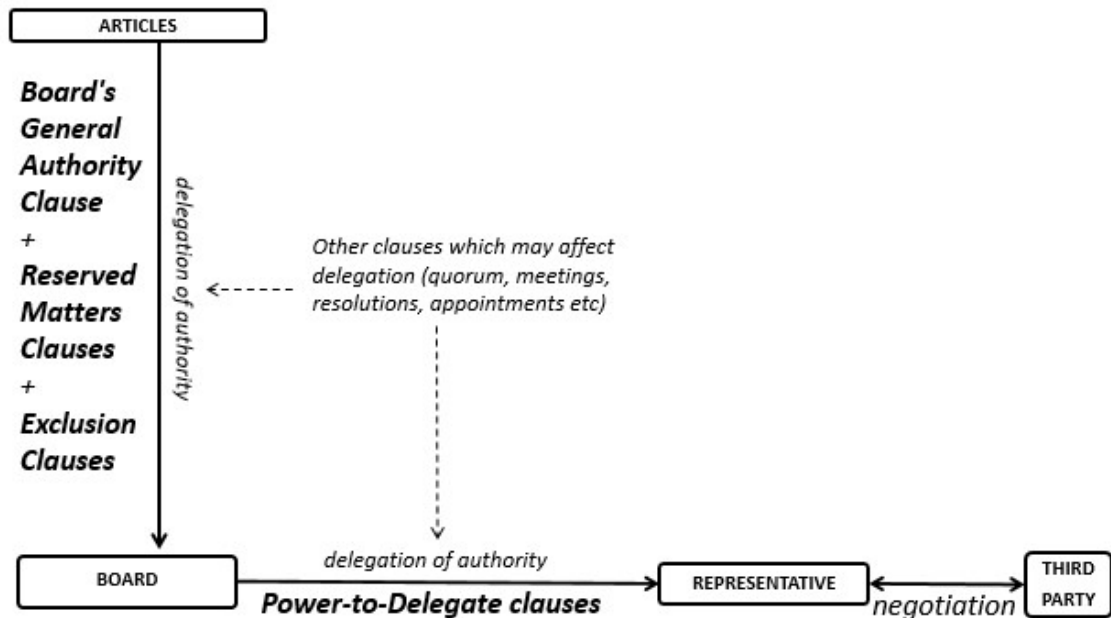 ARTICLES
Board's
General
Authority
Clause
+
Reserved
Matters
Clauses
+
Exclusion
Clauses
delegation of authority
Other clauses which may affect
delegation (quorum, meetings,
resolutions, appointments etc)
BOARD
delegation of authority
Power-to-Delegate clauses
REPRESENTATIVE
negotiation
THIRD
PARTY